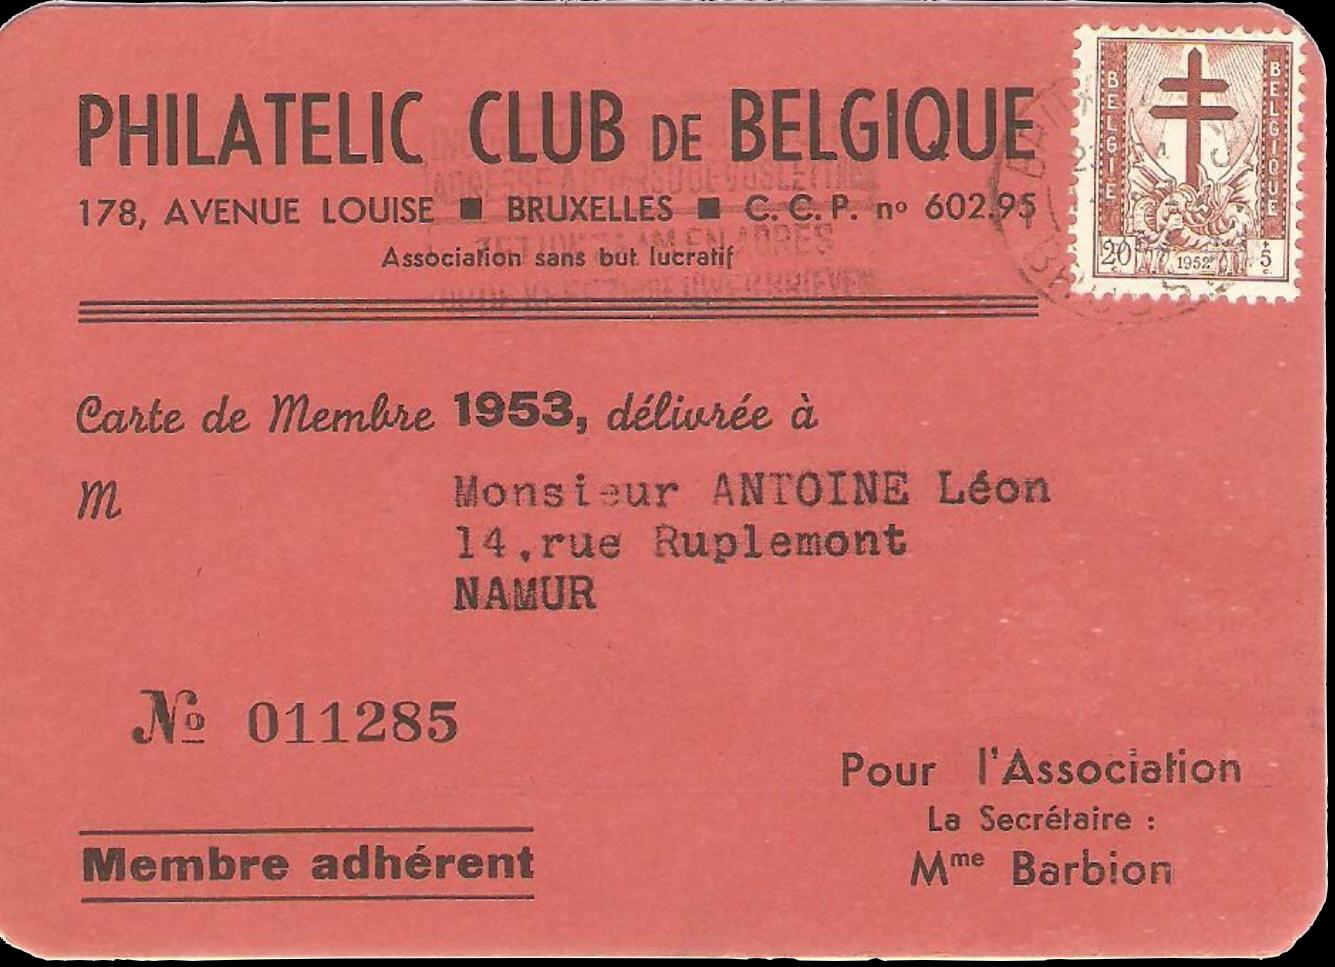 PHILATELIC CLUB DE BELGIQUE
178, AVENUE LOUISE ■ BRUXELLES ■ C. C. P. nº 602.95
Association sans but lucratif
BELGIE
BELGIQUE
20
1952
+ 5
c.
c.
Carte de Membre 1953, délivrée à
M
Monsieur ANTOINE Léon
14,rue Ruplemont
NAMUR
Nº 011285
Pour l'Association
La Secrétaire :
Mme Barbion
Membre adhérent